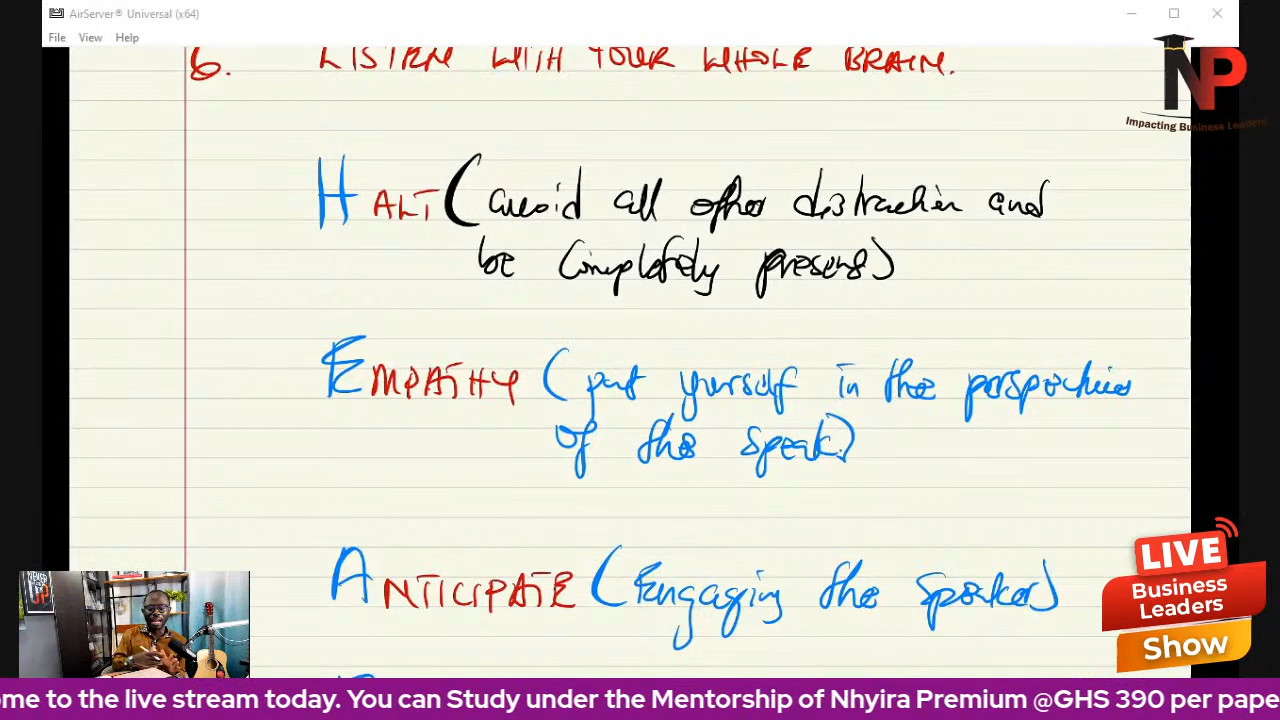 AirServer® Universal (x64)
File View Help
6. LISTEN WITH YOUR WHOLE BRAIN.
NP
Impacting Business Leaders
HALT (avoid all other distraction and
be completely present)
EMPATHY (put yourself in the perspective
of the speak)
ANTICIPATE (Engaging the speaker)
LIVE
Business
Leaders
Show
ome to the live stream today. You can Study under the Mentorship of Nhyira Premium @GHS 390 per pape